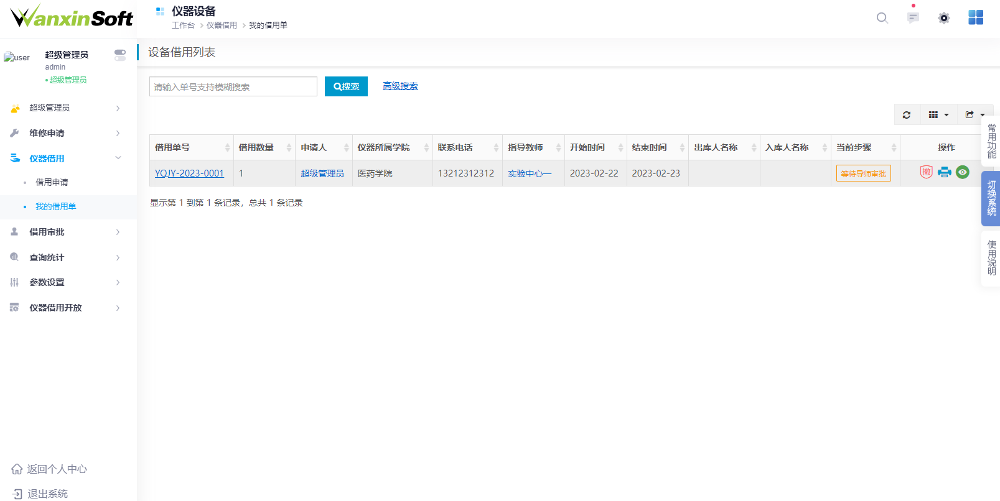 WanxinSoft
仪器设备
工作台 > 仪器借用 > 我的借用单
user
超级管理员
admin
超级管理员
超级管理员
维修申请
仪器借用
借用申请
我的借用单
借用审批
查询统计
参数设置
仪器借用开放
返回个人中心
退出系统
设备借用列表
请输入单号支持模糊搜索 搜索 高级搜索
借用单号 借用数量 申请人 仪器所属学院 联系电话 指导教师 开始时间 结束时间 出库人名称 入库人名称 当前步骤 操作
YQJY-2023-0001 1 超级管理员 医药学院 13212312312 实验中心一 2023-02-22 2023-02-23 等待导师审批 撤
显示第 1 到第 1 条记录，总共 1 条记录
常用功能
切换系统
使用说明